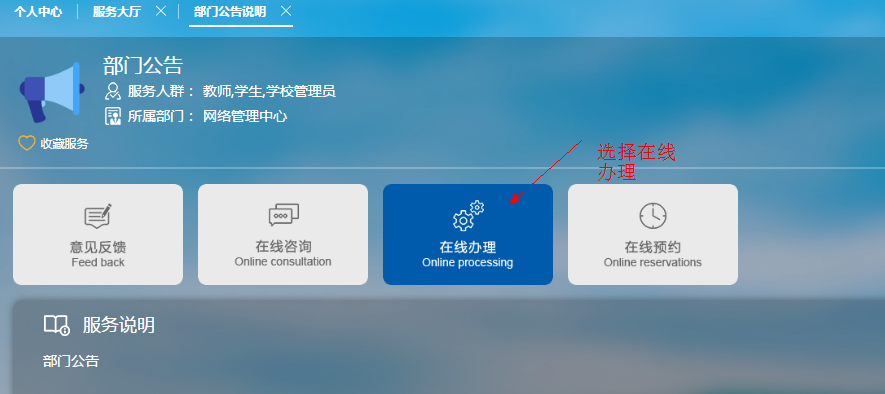 个人中心 服务大厅 部门公告说明
部门公告
服务人群： 教师,学生,学校管理员
所属部门： 网络管理中心
收藏服务
选择在线
办理
意见反馈
Feed back
在线咨询
Online consultation
在线办理
Online processing
在线预约
Online reservations
服务说明
部门公告